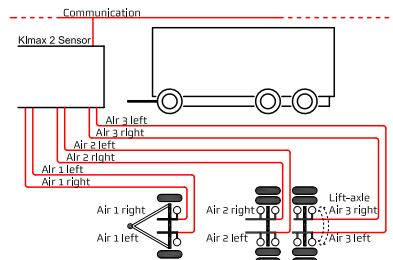 Communication
KImax 2 Sensor
Air 3 left
Air 3 right
Air 2 left
Air 2 right
Air 1 left
Air 1 right
Lift-axle
Air 1 right
Air 2 right
Air 3 right
Air 1 left
Air 2 left
Air 3 left